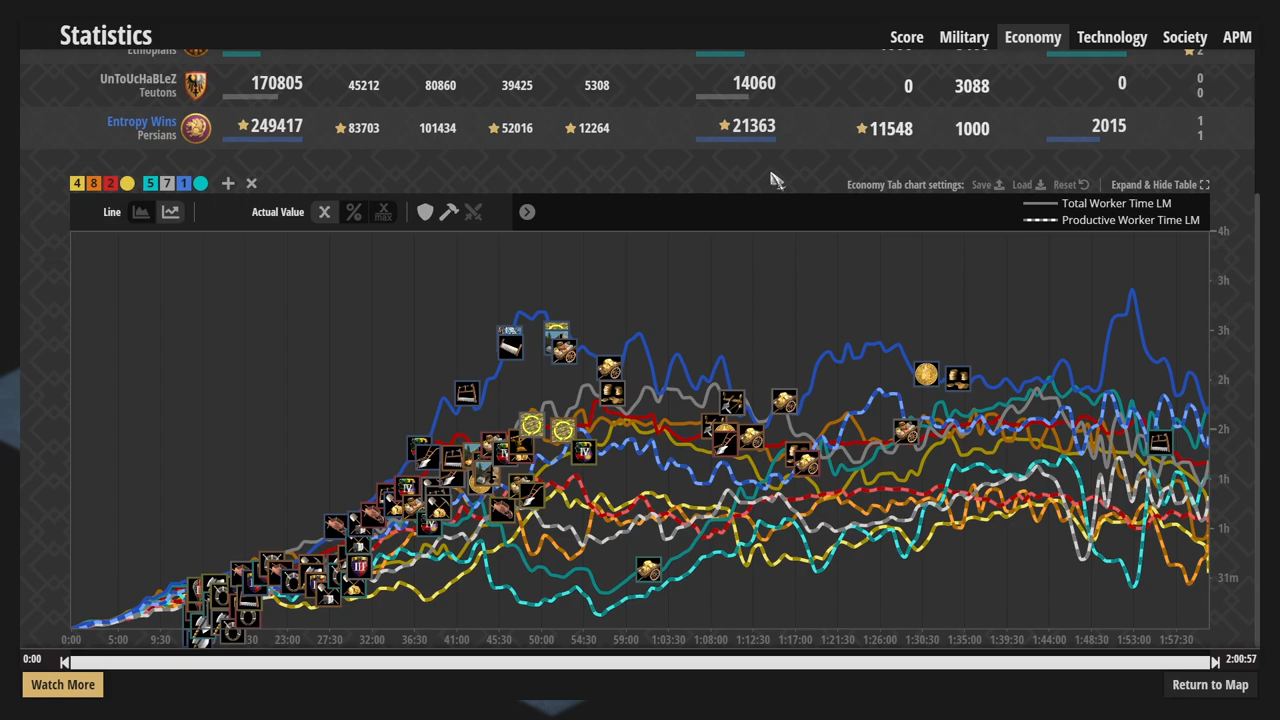 Statistics
Score Military Economy Technology Society APM
Ethiopians
2
UnToUcHaBLeZ
Teutons
170805 45212 80860 39425 5308 14060 0 3088 0 0
0
Entropy Wins
Persians
249417 83703 101434 52016 12264 21363 11548 1000 2015 1
1
4 8 2 5 7 1
Economy Tab chart settings: Save Load Reset Expand & Hide Table
Line Actual Value X % X max
Total Worker Time LM
Productive Worker Time LM
4h
3h
3h
2h
2h
1h
1h
31m
0:00 5:00 9:30 23:00 27:30 32:00 36:30 41:00 45:30 50:00 54:30 59:00 1:03:30 1:08:00 1:12:30 1:17:00 1:21:30 1:26:00 1:30:30 1:35:00 1:39:30 1:44:00 1:48:30 1:53:00 1:57:30
0:00 2:00:57
Watch More Return to Map